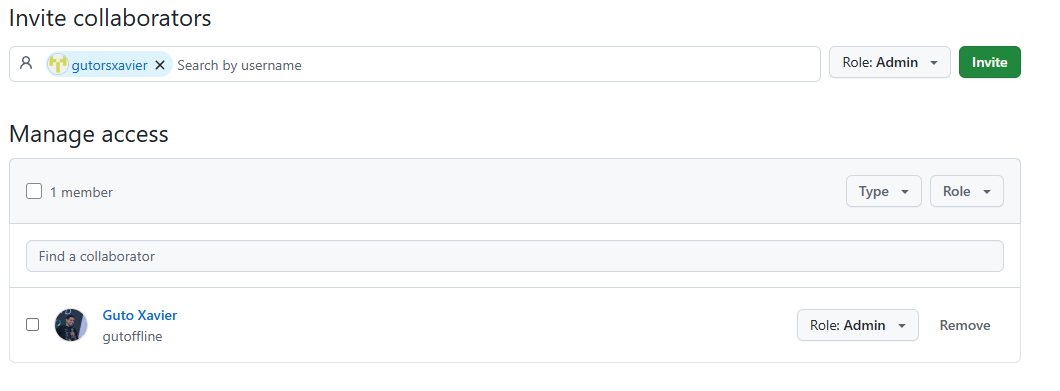 Invite collaborators
gutorsxavier Search by username Role: Admin Invite
Manage access
1 member Type Role
Find a collaborator
Guto Xavier
gutoffline
Role: Admin Remove